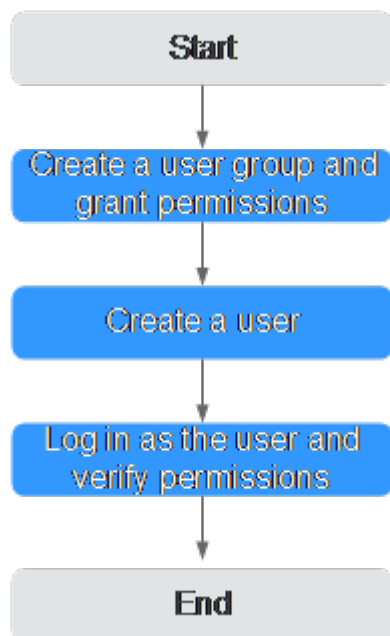 Start
Create a user group and
grant permissions
Create a user
Log in as the user and
verify permissions
End